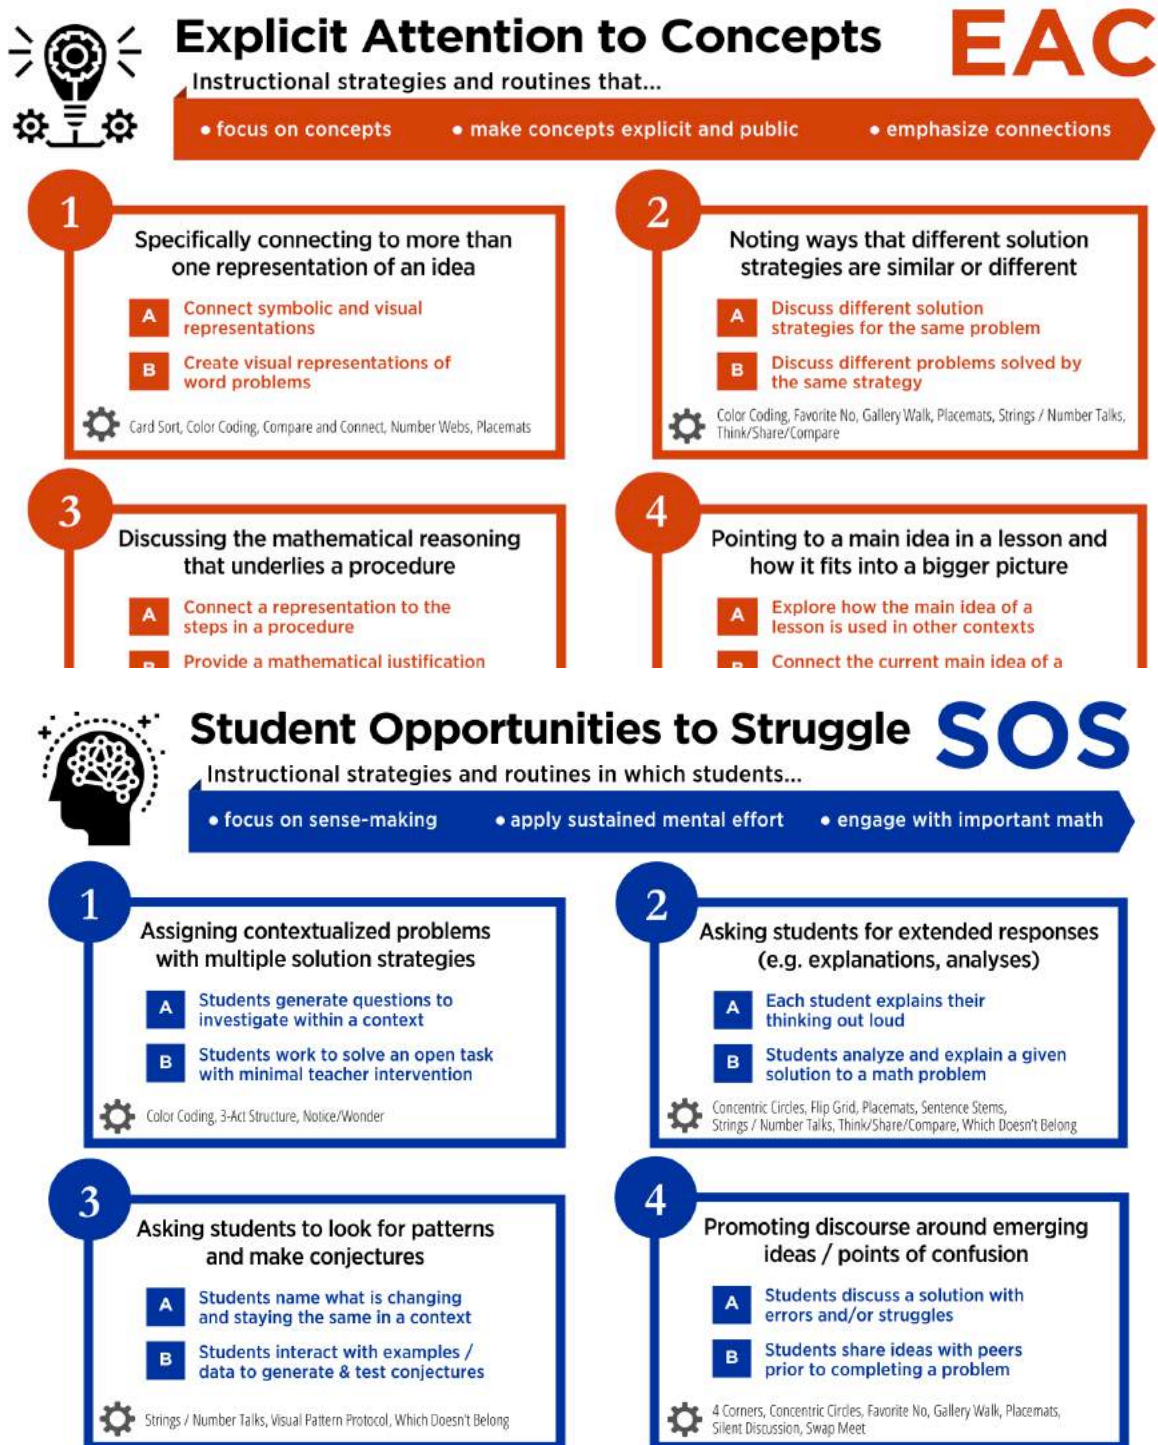 Explicit Attention to Concepts
EAC
Instructional strategies and routines that...
• focus on concepts • make concepts explicit and public • emphasize connections
1
Specifically connecting to more than
one representation of an idea
A Connect symbolic and visual
representations
B Create visual representations of
word problems
Card Sort, Color Coding, Compare and Connect, Number Webs, Placemats
2
Noting ways that different solution
strategies are similar or different
A Discuss different solution
strategies for the same problem
B Discuss different problems solved by
the same strategy
Color Coding, Favorite No, Gallery Walk, Placemats, Strings / Number Talks,
Think/Share/Compare
3
Discussing the mathematical reasoning
that underlies a procedure
A Connect a representation to the
steps in a procedure
B Provide a mathematical justification
4
Pointing to a main idea in a lesson and
how it fits into a bigger picture
A Explore how the main idea of a
lesson is used in other contexts
B Connect the current main idea of a
Student Opportunities to Struggle
SOS
Instructional strategies and routines in which students...
• focus on sense-making • apply sustained mental effort • engage with important math
1
Assigning contextualized problems
with multiple solution strategies
A Students generate questions to
investigate within a context
B Students work to solve an open task
with minimal teacher intervention
Color Coding, 3-Act Structure, Notice/Wonder
2
Asking students for extended responses
(e.g. explanations, analyses)
A Each student explains their
thinking out loud
B Students analyze and explain a given
solution to a math problem
Concentric Circles, Flip Grid, Placemats, Sentence Stems,
Strings / Number Talks, Think/Share/Compare, Which Doesn't Belong
3
Asking students to look for patterns
and make conjectures
A Students name what is changing
and staying the same in a context
B Students interact with examples /
data to generate & test conjectures
Strings / Number Talks, Visual Pattern Protocol, Which Doesn't Belong
4
Promoting discourse around emerging
ideas / points of confusion
A Students discuss a solution with
errors and/or struggles
B Students share ideas with peers
prior to completing a problem
4 Corners, Concentric Circles, Favorite No, Gallery Walk, Placemats,
Silent Discussion, Swap Meet